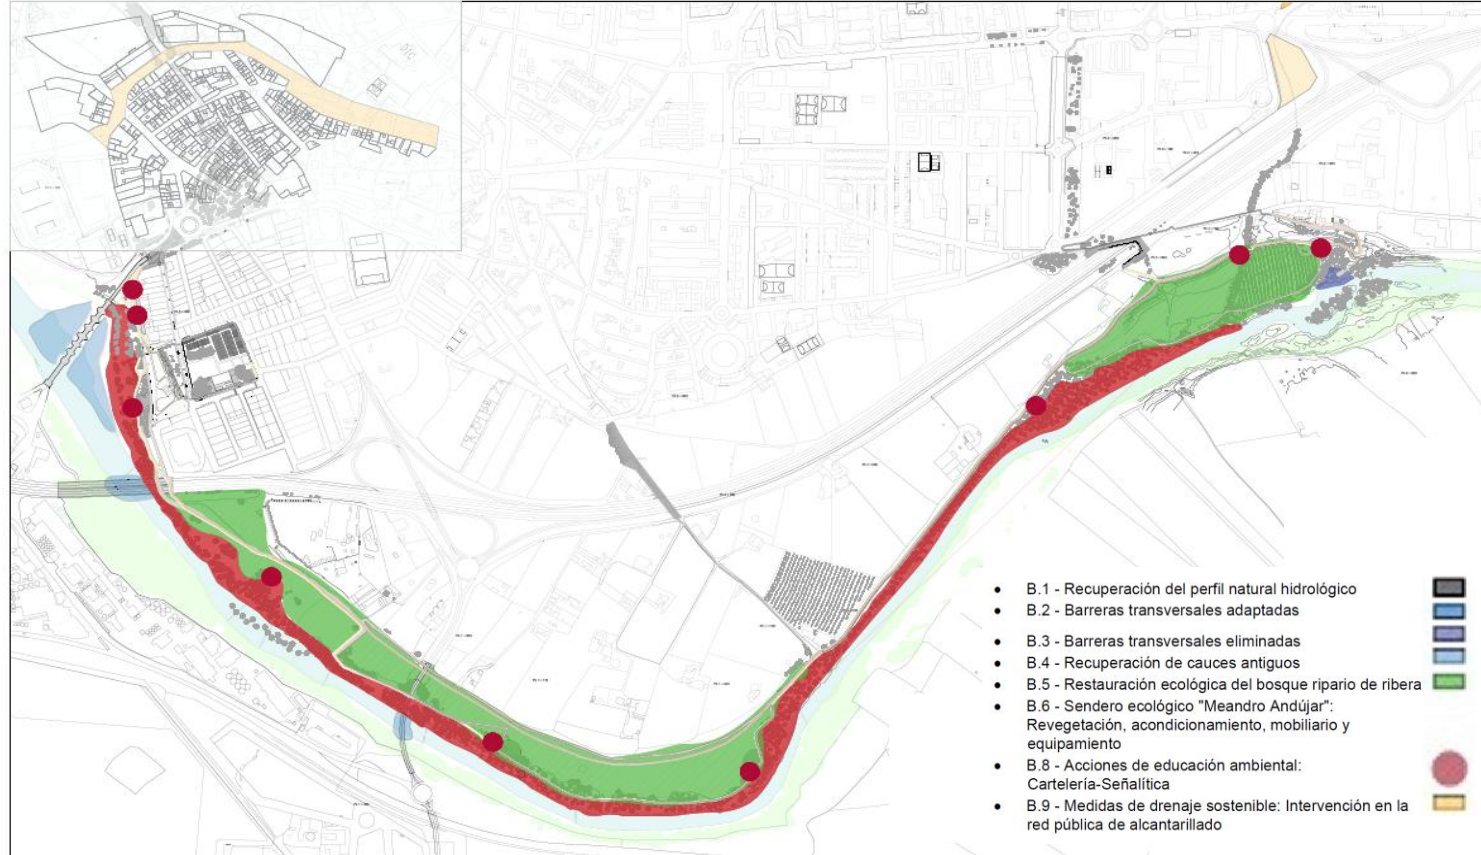 • B.1 - Recuperación del perfil natural hidrológico
• B.2 - Barreras transversales adaptadas
• B.3 - Barreras transversales eliminadas
• B.4 - Recuperación de cauces antiguos
• B.5 - Restauración ecológica del bosque ripario de ribera
• B.6 - Sendero ecológico "Meandro Andújar":
Revegetación, acondicionamiento, mobiliario y
equipamiento
• B.8 - Acciones de educación ambiental:
Cartelería-Señalítica
• B.9 - Medidas de drenaje sostenible: Intervención en la
red pública de alcantarillado